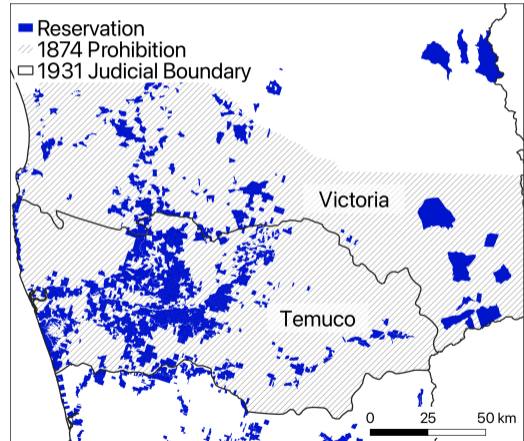 Reservation
1874 Prohibition
1931 Judicial Boundary
Victoria
Temuco
0 25 50 km